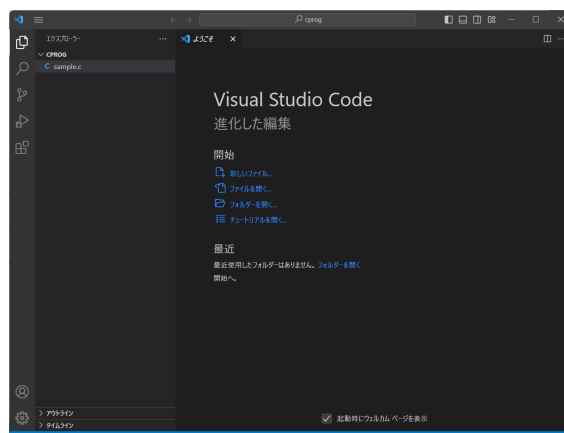 cprog
エクスプローラー
ようこそ
CPROG
C sample.c
Visual Studio Code
進化した編集
開始
新しいファイル...
ファイルを開く...
フォルダーを開く...
チュートリアルを開く...
最近
最近使用したフォルダーはありません。フォルダーを開く
開始へ。
アウトライン
タイムライン
起動時にウェルカム ページを表示